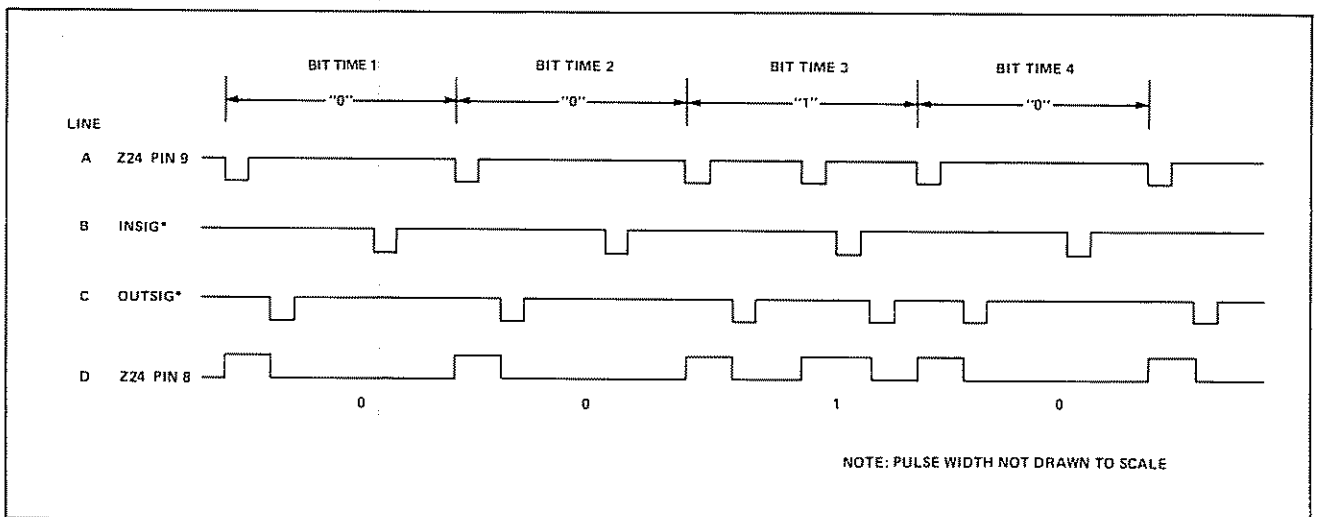 BIT TIME 1 BIT TIME 2 BIT TIME 3 BIT TIME 4
"0" "0" "1" "0"
LINE
A Z24 PIN 9
B INSIG*
C OUTSIG*
D Z24 PIN 8
0 0 1 0
NOTE: PULSE WIDTH NOT DRAWN TO SCALE